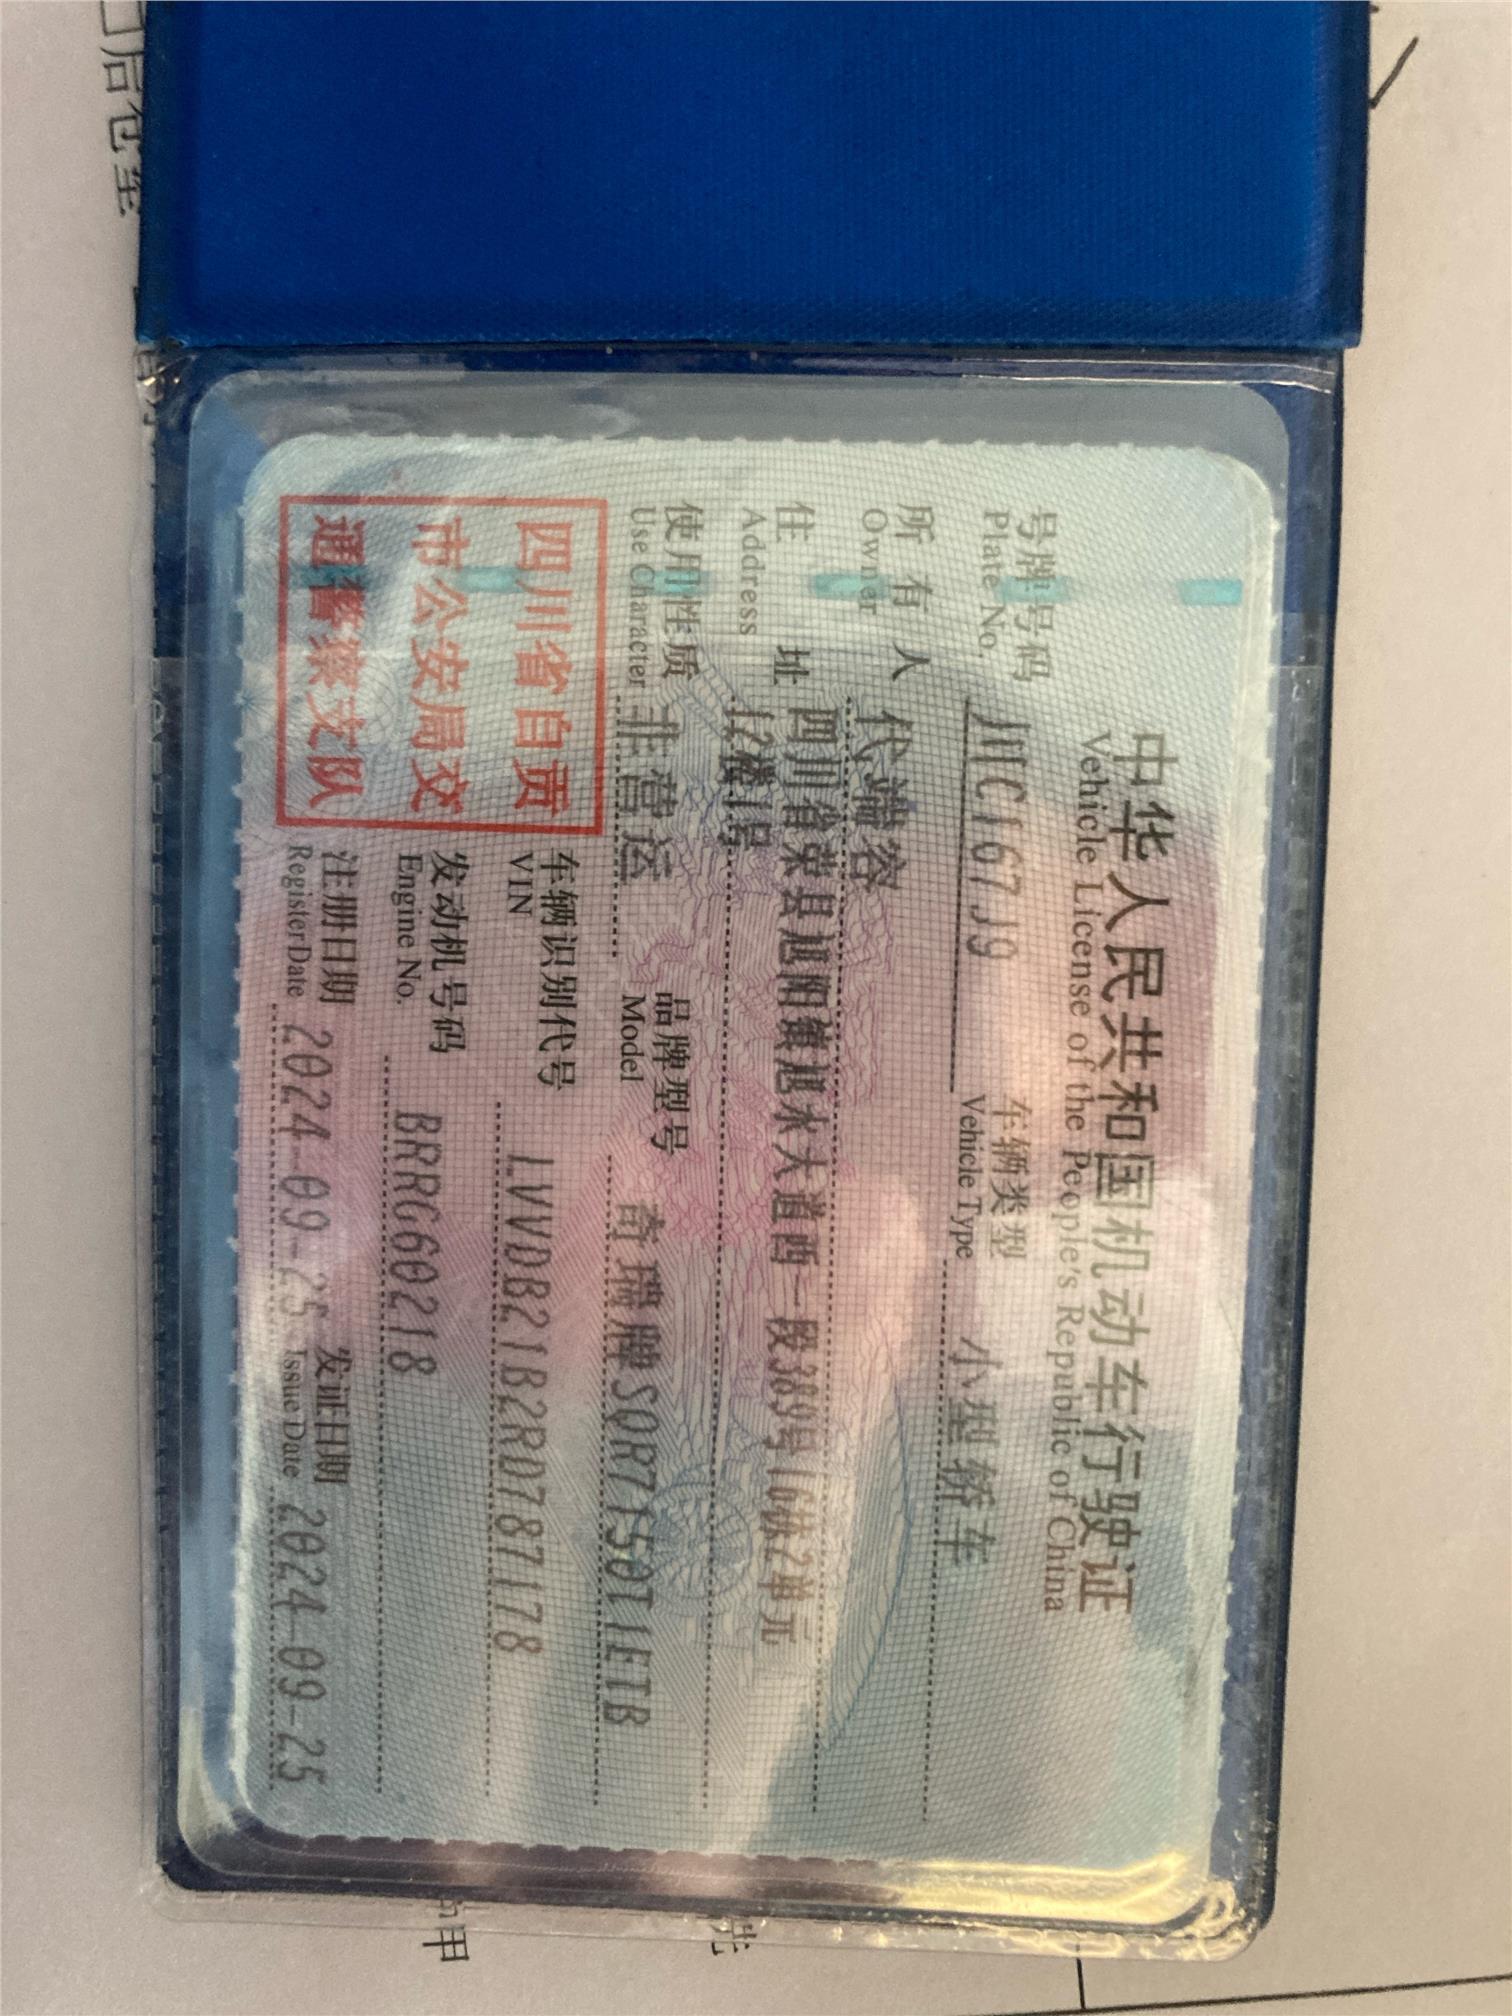 中华人民共和国机动车行驶证
Vehicle License of the People's Republic of China
号牌号码 川C167J9 车辆类型 小型轿车
Plate No. Vehicle Type
所有人 代端容
Owner
住址 四川省荣县旭阳镇旭水大道西一段389号16栋2单元
Address 12楼1号
使用性质 非营运 品牌型号 奇瑞牌SQR7150T1ETB
Use Character Model
四川省自贡
市公安局交
通警察支队
车辆识别代号 LVVDB21B2RD787178
VIN
发动机号码 BRRG60218
Engine No.
注册日期 2024-09-25 发证日期 2024-09-25
Register Date Issue Date